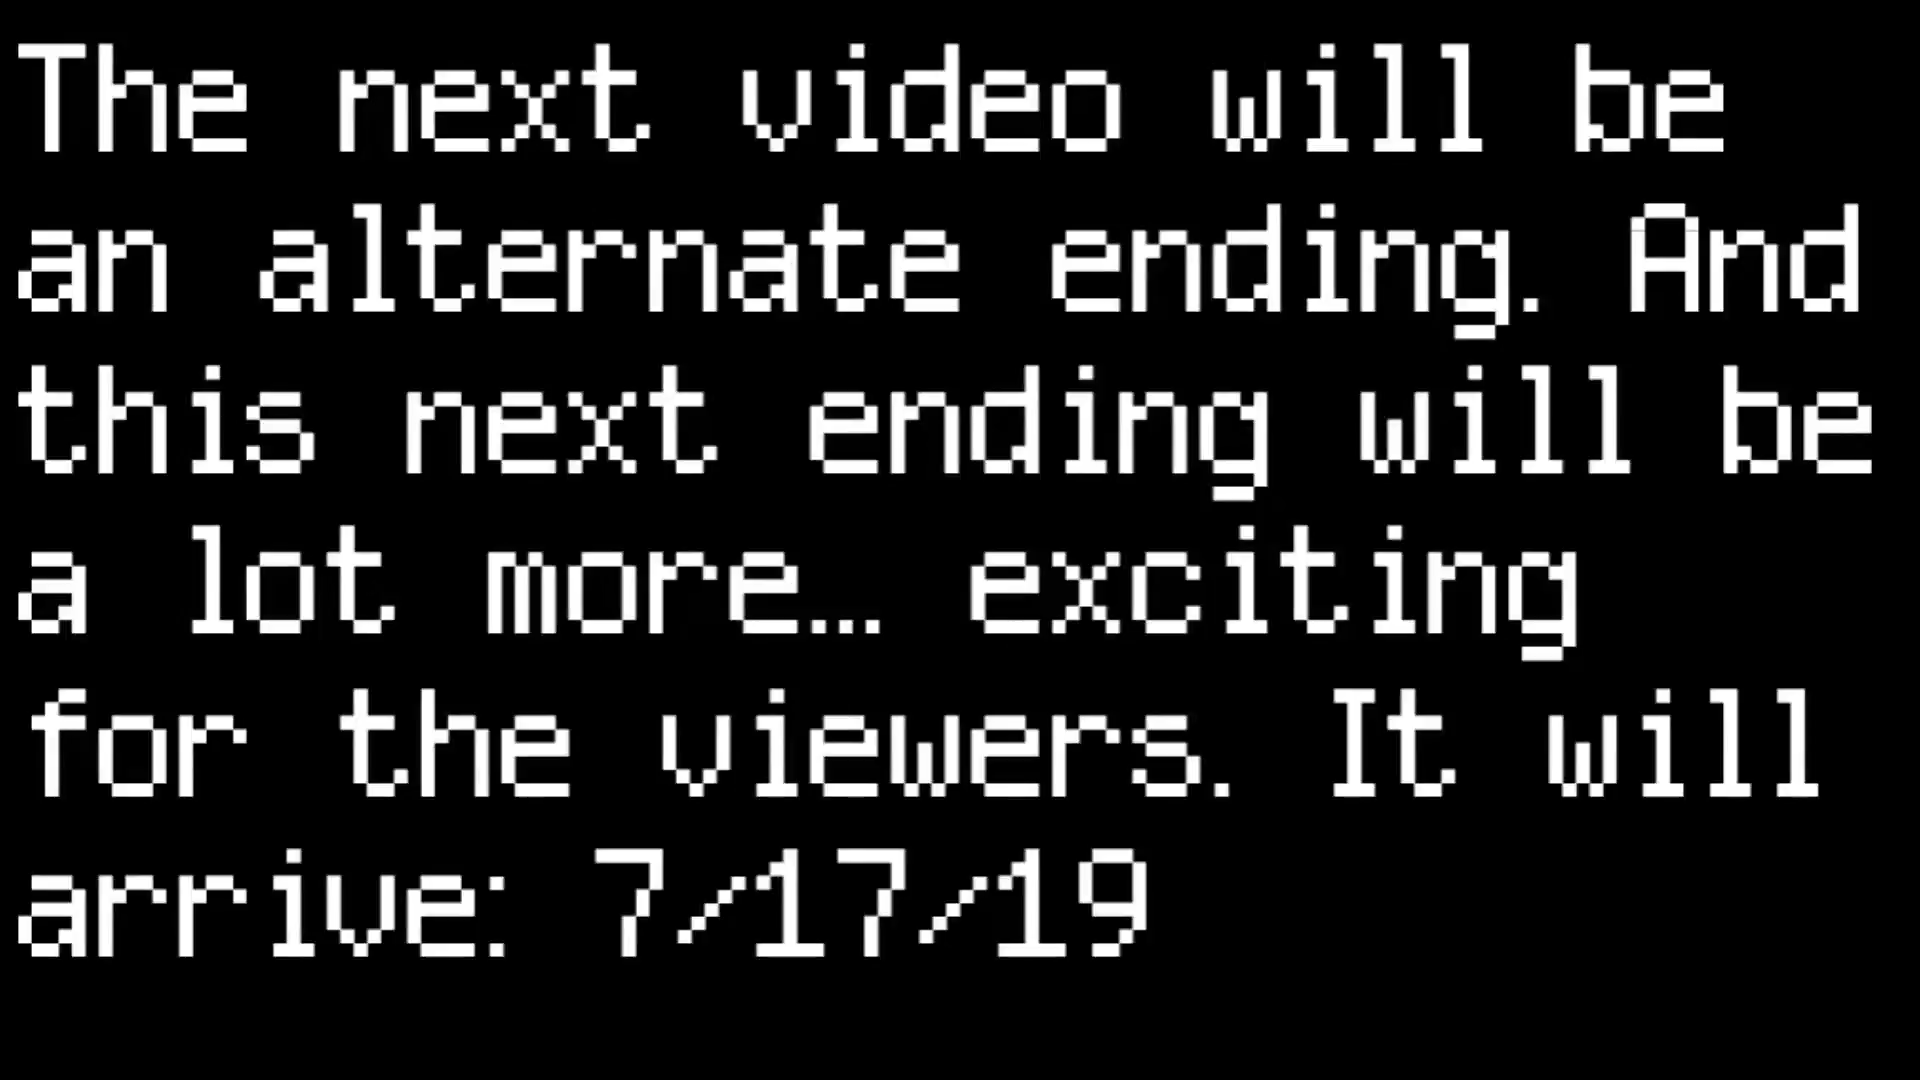 The next video will be
an alternate ending. And
this next ending will be
a lot more... exciting
for the viewers. It will
arrive: 7/17/19